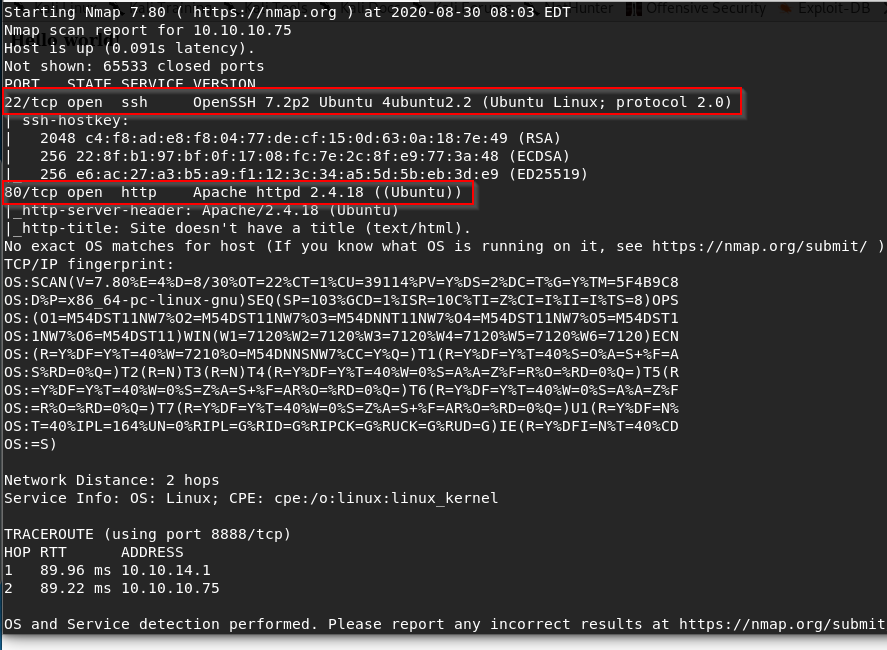 Starting Nmap 7.80 ( https://nmap.org ) at 2020-08-30 08:03 EDT
Hunter
Offensive Security
Exploit-DB
Nmap scan report for 10.10.10.75
Hello world!
Host is up (0.091s latency).
Not shown: 65533 closed ports
PORT   STATE SERVICE VERSION
22/tcp open  ssh     OpenSSH 7.2p2 Ubuntu 4ubuntu2.2 (Ubuntu Linux; protocol 2.0)
| ssh-hostkey:
|   2048 c4:f8:ad:e8:f8:04:77:de:cf:15:0d:63:0a:18:7e:49 (RSA)
|   256 22:8f:b1:97:bf:0f:17:08:fc:7e:2c:8f:e9:77:3a:48 (ECDSA)
|_  256 e6:ac:27:a3:b5:a9:f1:12:3c:34:a5:5d:5b:eb:3d:e9 (ED25519)
80/tcp open  http    Apache httpd 2.4.18 ((Ubuntu))
|_http-server-header: Apache/2.4.18 (Ubuntu)
|_http-title: Site doesn't have a title (text/html).
No exact OS matches for host (If you know what OS is running on it, see https://nmap.org/submit/ )
TCP/IP fingerprint:
OS:SCAN(V=7.80%E=4%D=8/30%OT=22%CT=1%CU=39114%PV=Y%DS=2%DC=T%G=Y%TM=5F4B9C8
OS:D%P=x86_64-pc-linux-gnu)SEQ(SP=103%GCD=1%ISR=10C%TI=Z%CI=I%II=I%TS=8)OPS
OS:(O1=M54DST11NW7%O2=M54DST11NW7%O3=M54DNNT11NW7%O4=M54DST11NW7%O5=M54DST1
OS:1NW7%O6=M54DST11)WIN(W1=7120%W2=7120%W3=7120%W4=7120%W5=7120%W6=7120)ECN
OS:(R=Y%DF=Y%T=40%W=7210%O=M54DNNSNW7%CC=Y%Q=)T1(R=Y%DF=Y%T=40%S=O%A=S+%F=A
OS:S%RD=0%Q=)T2(R=N)T3(R=N)T4(R=Y%DF=Y%T=40%W=0%S=A%A=Z%F=R%O=%RD=0%Q=)T5(R
OS:=Y%DF=Y%T=40%W=0%S=Z%A=S+%F=AR%O=%RD=0%Q=)T6(R=Y%DF=Y%T=40%W=0%S=A%A=Z%F
OS:=R%O=%RD=0%Q=)T7(R=Y%DF=Y%T=40%W=0%S=Z%A=S+%F=AR%O=%RD=0%Q=)U1(R=Y%DF=N%
OS:T=40%IPL=164%UN=0%RIPL=G%RID=G%RIPCK=G%RUCK=G%RUD=G)IE(R=Y%DFI=N%T=40%CD
OS:=S)
Network Distance: 2 hops
Service Info: OS: Linux; CPE: cpe:/o:linux:linux_kernel
TRACEROUTE (using port 8888/tcp)
HOP RTT      ADDRESS
1   89.96 ms 10.10.14.1
2   89.22 ms 10.10.10.75
OS and Service detection performed. Please report any incorrect results at https://nmap.org/submit